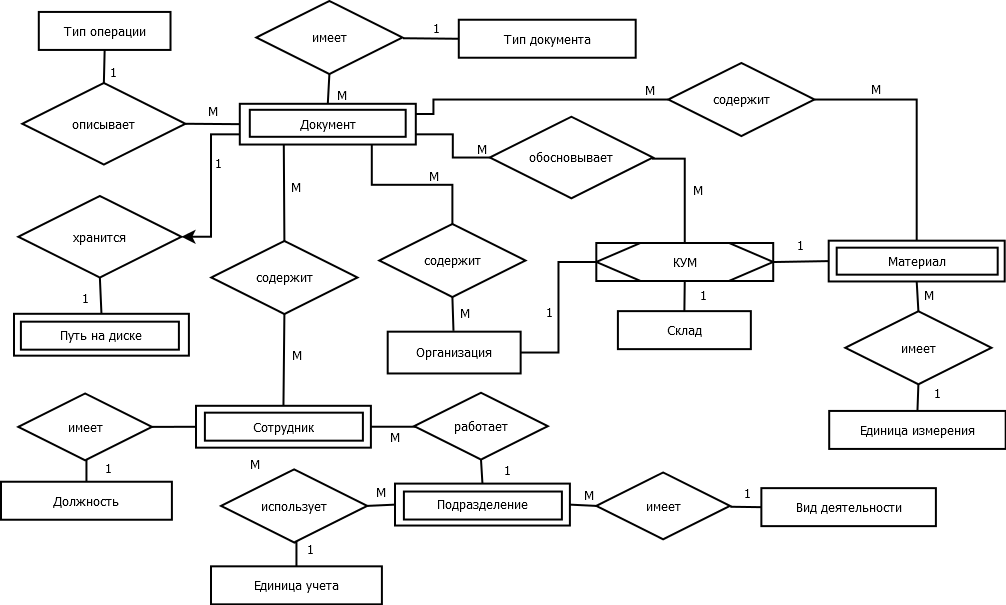 Тип операции
имеет
1
Тип документа
1
описывает
М
М
Документ
М
содержит
М
М
обосновывает
1
М
М
М
хранится
содержит
содержит
КУМ
1
Материал
1
М
1
1
М
Путь на диске
Организация
Склад
имеет
М
1
имеет
Сотрудник
М
работает
Единица измерения
1
М
1
Должность
использует
М
Подразделение
М
имеет
1
Вид деятельности
1
Единица учета